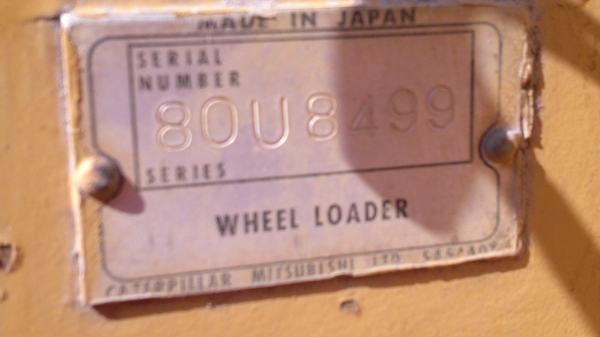 MADE IN JAPAN
SERIAL
NUMBER
80U8499
SERIES
WHEEL LOADER
CATERPILLAR MITSUBISHI LTD.